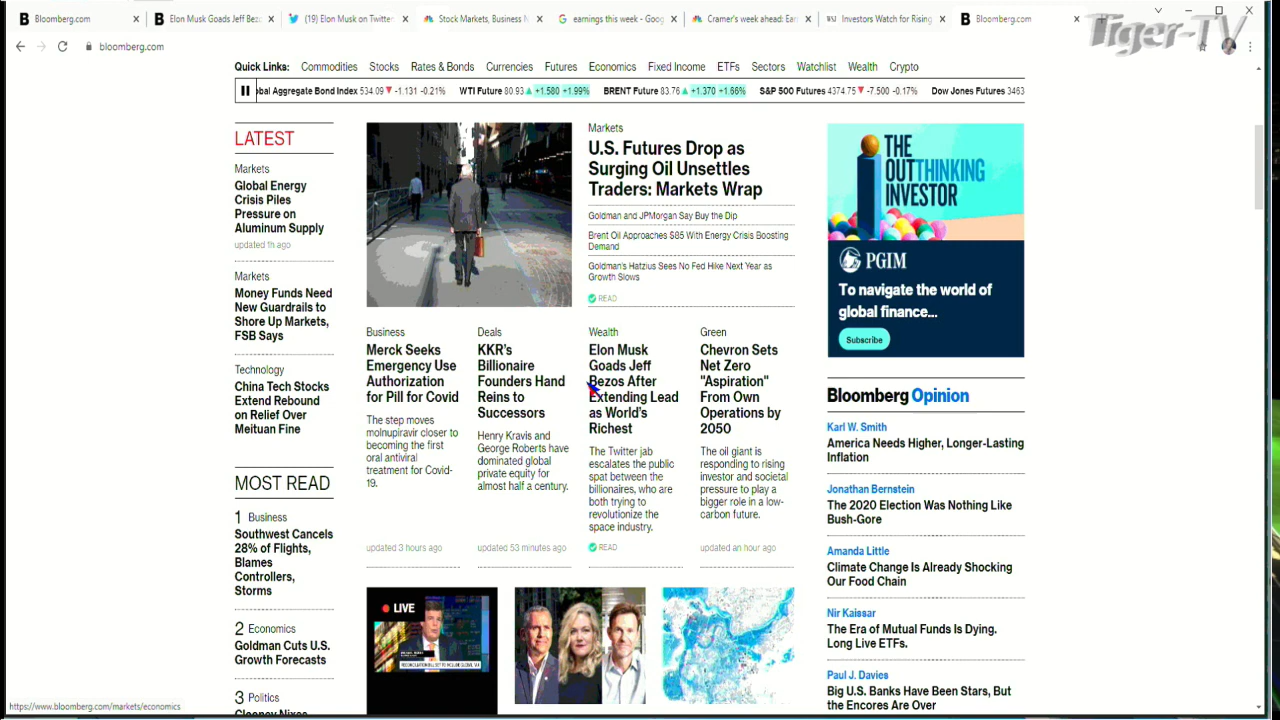 Bloomberg.com
Elon Musk Goads Jeff Bez
(19) Elon Musk on Twitter
Stock Markets, Business N
earnings this week - Goog
Cramer's week ahead: Ear
WSJ Investors Watch for Rising
Bloomberg.com
Tiger-TV
bloomberg.com
Quick Links: Commodities Stocks Rates & Bonds Currencies Futures Economics Fixed Income ETFs Sectors Watchlist Wealth Crypto
bal Aggregate Bond Index 534.09 ▼ -1.131 -0.21% WTI Future 80.93 ▲ +1.580 +1.99% BRENT Future 83.76 ▲ +1.370 +1.66% S&P 500 Futures 4374.75 ▼ -7.500 -0.17% Dow Jones Futures 3463
LATEST
Markets
Global Energy
Crisis Piles
Pressure on
Aluminum Supply
updated 1h ago
Markets
Money Funds Need
New Guardrails to
Shore Up Markets,
FSB Says
Technology
China Tech Stocks
Extend Rebound
on Relief Over
Meituan Fine
MOST READ
1 Business
Southwest Cancels
28% of Flights,
Blames
Controllers,
Storms
2 Economics
Goldman Cuts U.S.
Growth Forecasts
3 Politics
Markets
U.S. Futures Drop as
Surging Oil Unsettles
Traders: Markets Wrap
Goldman and JPMorgan Say Buy the Dip
Brent Oil Approaches $85 With Energy Crisis Boosting
Demand
Goldman's Hatzius Sees No Fed Hike Next Year as
Growth Slows
READ
Business
Merck Seeks
Emergency Use
Authorization
for Pill for Covid
The step moves
molnupiravir closer to
becoming the first
oral antiviral
treatment for Covid-
19.
updated 3 hours ago
Deals
KKR's
Billionaire
Founders Hand
Reins to
Successors
Henry Kravis and
George Roberts have
dominated global
private equity for
almost half a century.
updated 53 minutes ago
Wealth
Elon Musk
Goads Jeff
Bezos After
Extending Lead
as World's
Richest
The Twitter jab
escalates the public
spat between the
billionaires, who are
both trying to
revolutionize the
space industry.
READ
Green
Chevron Sets
Net Zero
"Aspiration"
From Own
Operations by
2050
The oil giant is
responding to rising
investor and societal
pressure to play a
bigger role in a low-
carbon future.
updated an hour ago
LIVE
THE
OUTTHINKING
INVESTOR
PGIM
To navigate the world of
global finance...
Subscribe
Bloomberg Opinion
Karl W. Smith
America Needs Higher, Longer-Lasting
Inflation
Jonathan Bernstein
The 2020 Election Was Nothing Like
Bush-Gore
Amanda Little
Climate Change Is Already Shocking
Our Food Chain
Nir Kaissar
The Era of Mutual Funds Is Dying.
Long Live ETFs.
Paul J. Davies
Big U.S. Banks Have Been Stars, But
the Encores Are Over
https://www.bloomberg.com/markets/economics